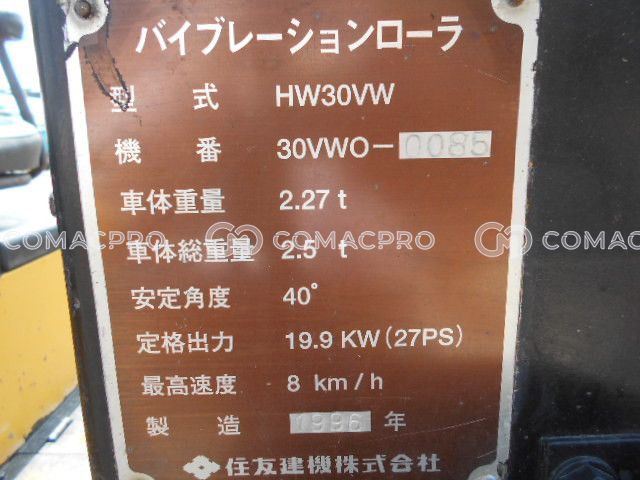 バイブレーションローラ
型 式 HW30VW
機 番 30VWO-0085
車体重量 2.27 t
車体総重量 2.5 t
安定角度 40°
定格出力 19.9 KW(27PS)
最高速度 8 km/h
製 造 1996 年
住友建機株式会社
COMACPRO COMACPRO COMACPRO